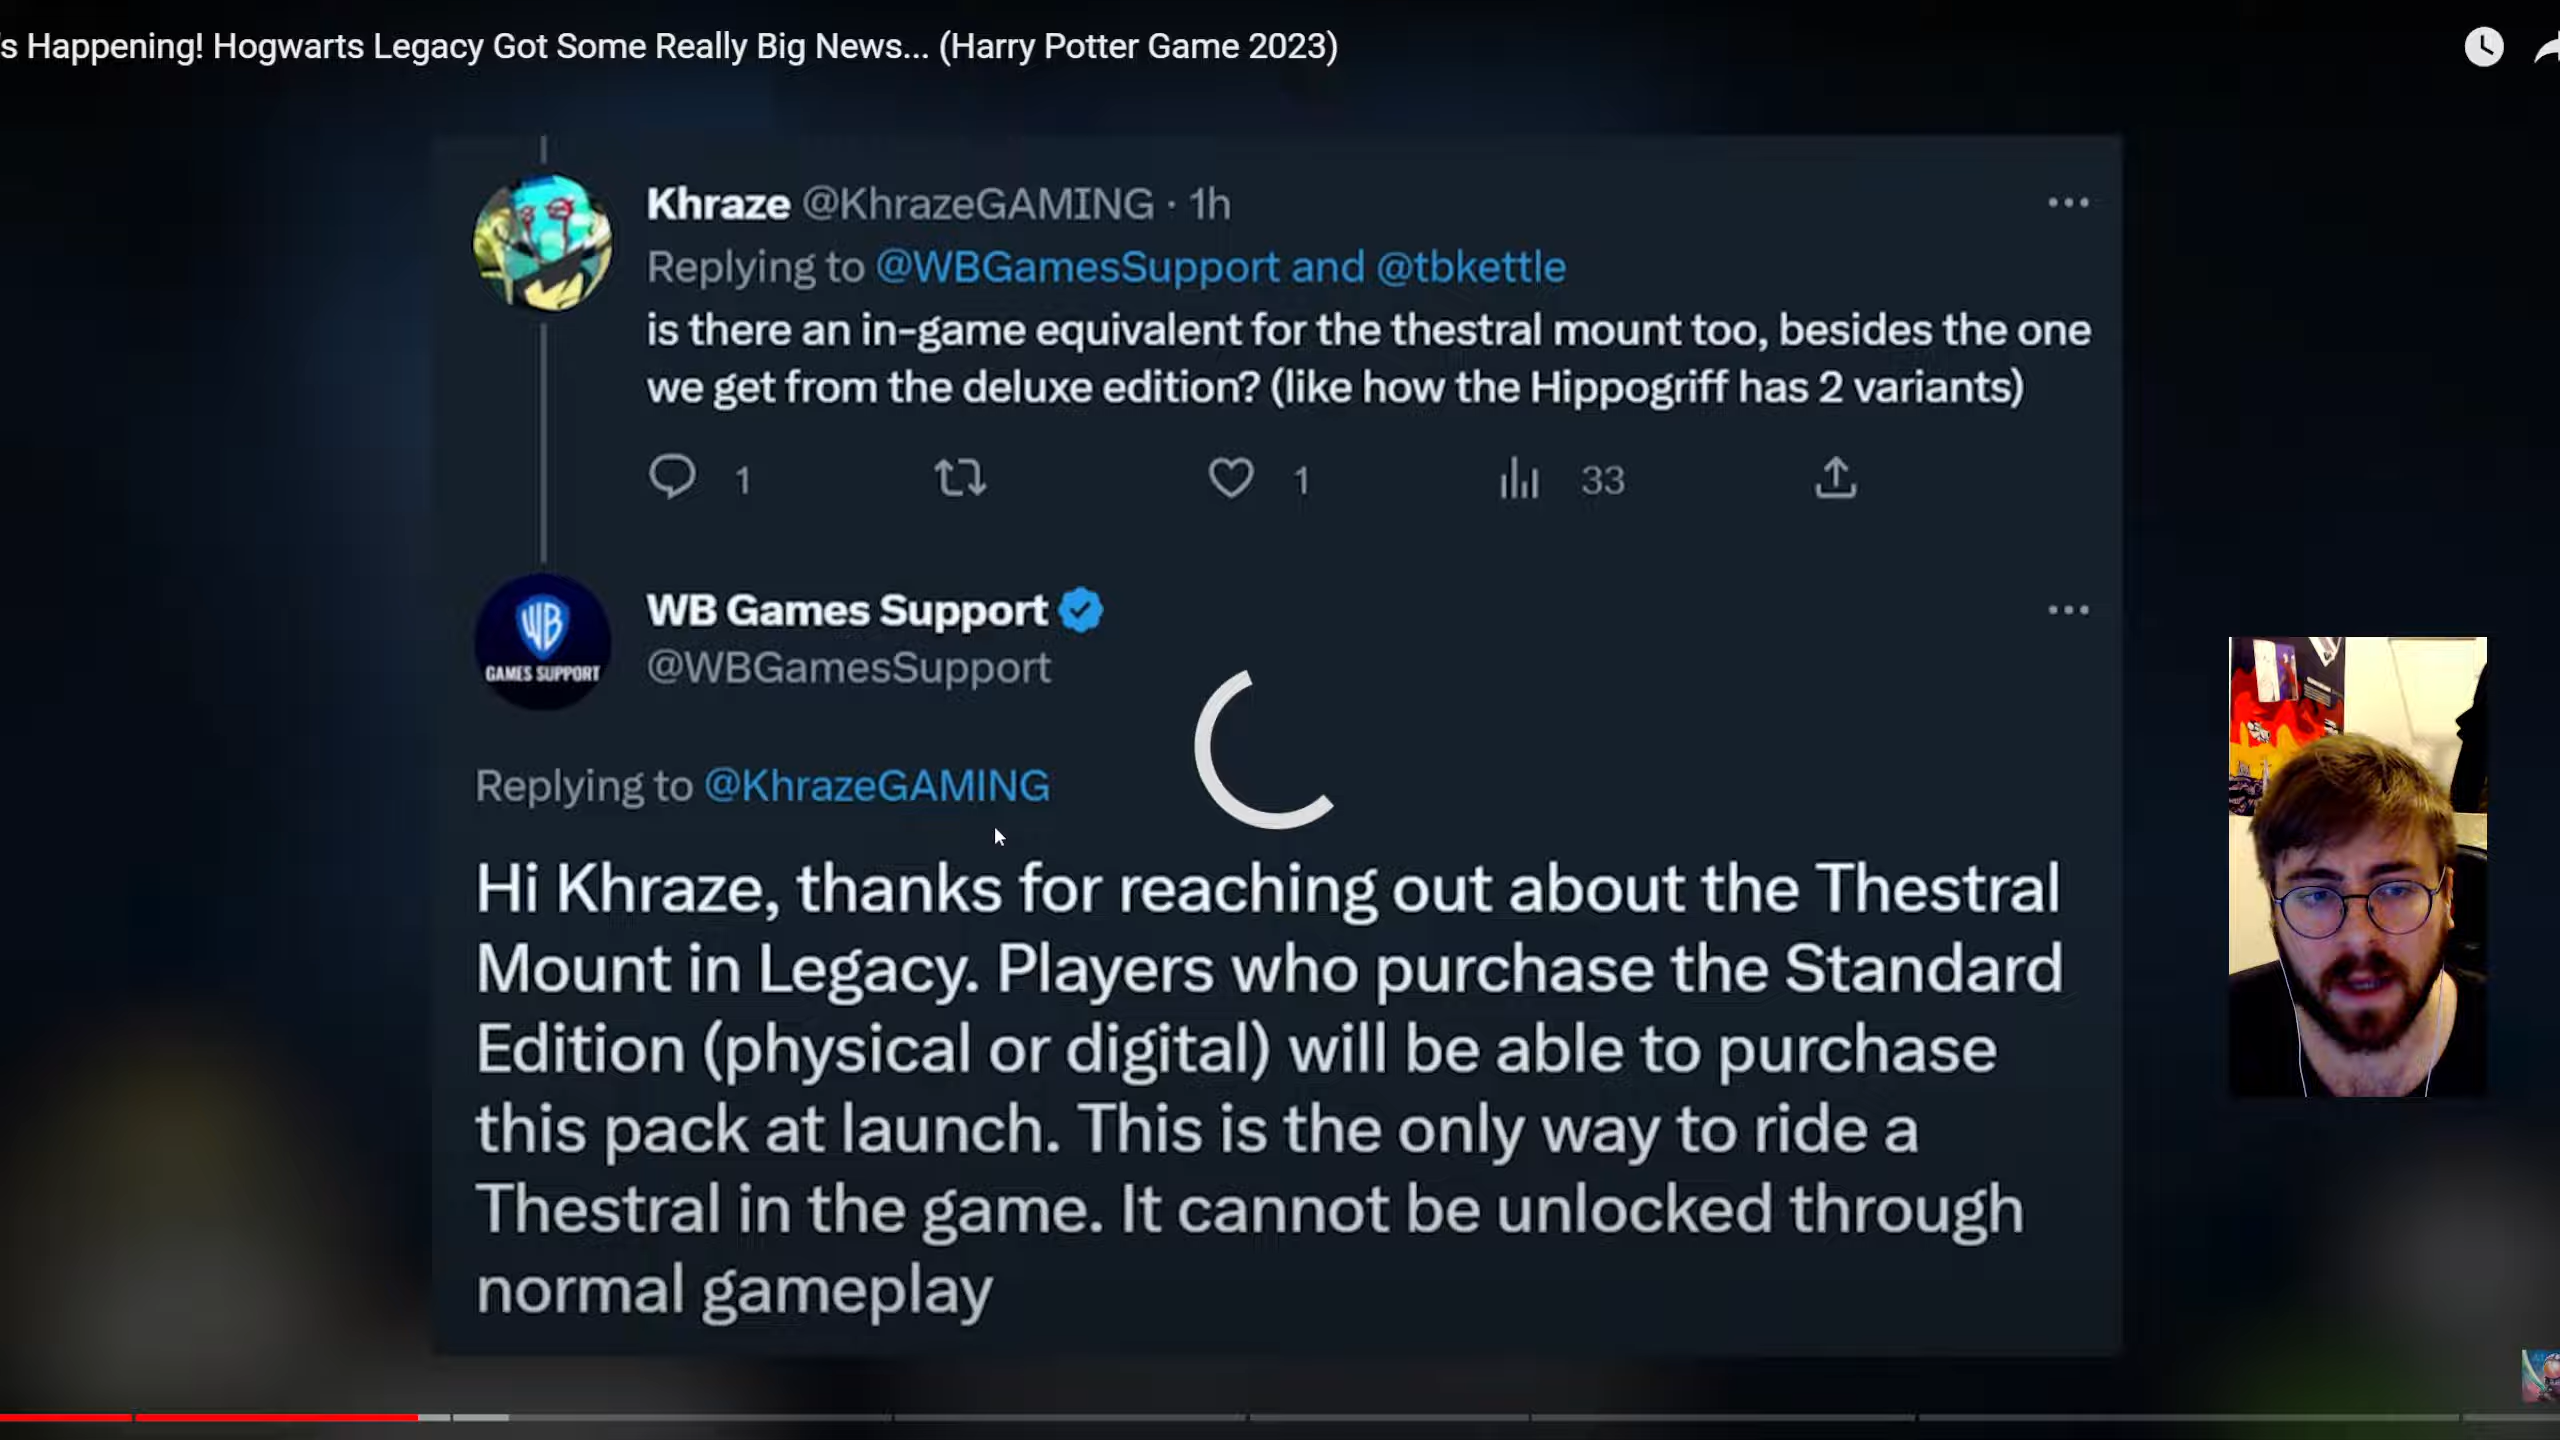 's Happening! Hogwarts Legacy Got Some Really Big News... (Harry Potter Game 2023)
Khraze @KhrazeGAMING · 1h
Replying to @WBGamesSupport and @tbkettle
is there an in-game equivalent for the thestral mount too, besides the one
we get from the deluxe edition? (like how the Hippogriff has 2 variants)
1 1 33
WB Games Support
@WBGamesSupport
WB
GAMES SUPPORT
Replying to @KhrazeGAMING
Hi Khraze, thanks for reaching out about the Thestral
Mount in Legacy. Players who purchase the Standard
Edition (physical or digital) will be able to purchase
this pack at launch. This is the only way to ride a
Thestral in the game. It cannot be unlocked through
normal gameplay